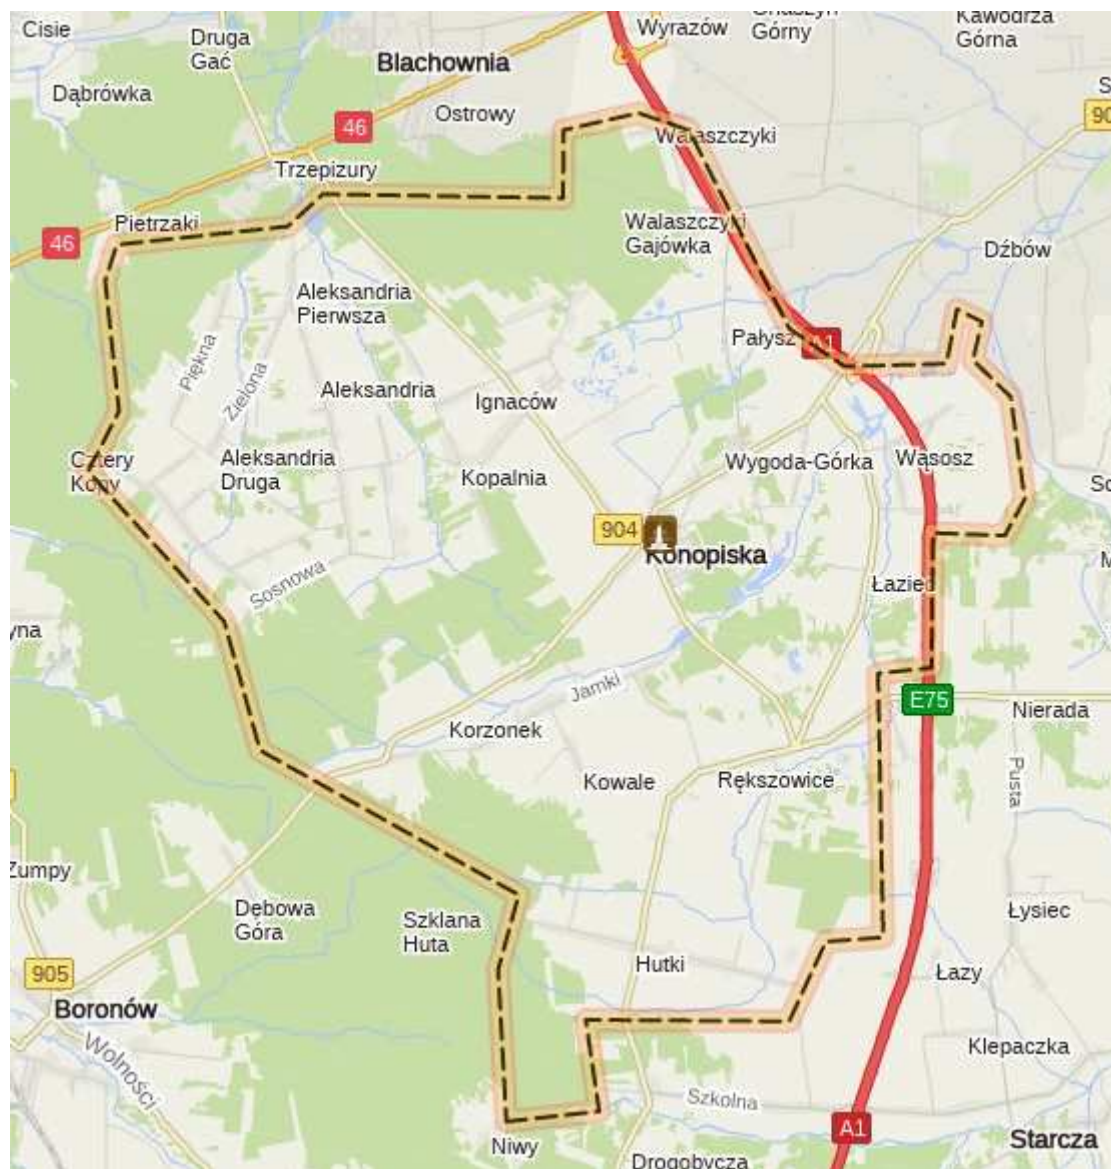 Cisie
Druga
Gać
Blachownia
Wyrazów
Górny
Kawodrza
Górna
Dąbrówka
Ostrowy
46
Walaszczyki
Trzepizury
Pietrzaki
46
Walaszczyki
Gajówka
Dźbów
Aleksandria
Pierwsza
Pałysz
A1
Piękna
Zielona
Aleksandria
Ignaców
Cztery
Kopy
Aleksandria
Druga
Kopalnia
Wygoda-Górka
Wąsosz
904
Konopiska
Sosnowa
Łaziec
Jamki
E75
Nierada
Korzonek
Kowale
Rększowice
Pusta
Dębowa
Góra
Szklana
Huta
Łysiec
905
Hutki
Łazy
Boronów
Wolności
Klepaczka
Szkolna
A1
Niwy
Starcza
Drogobycza